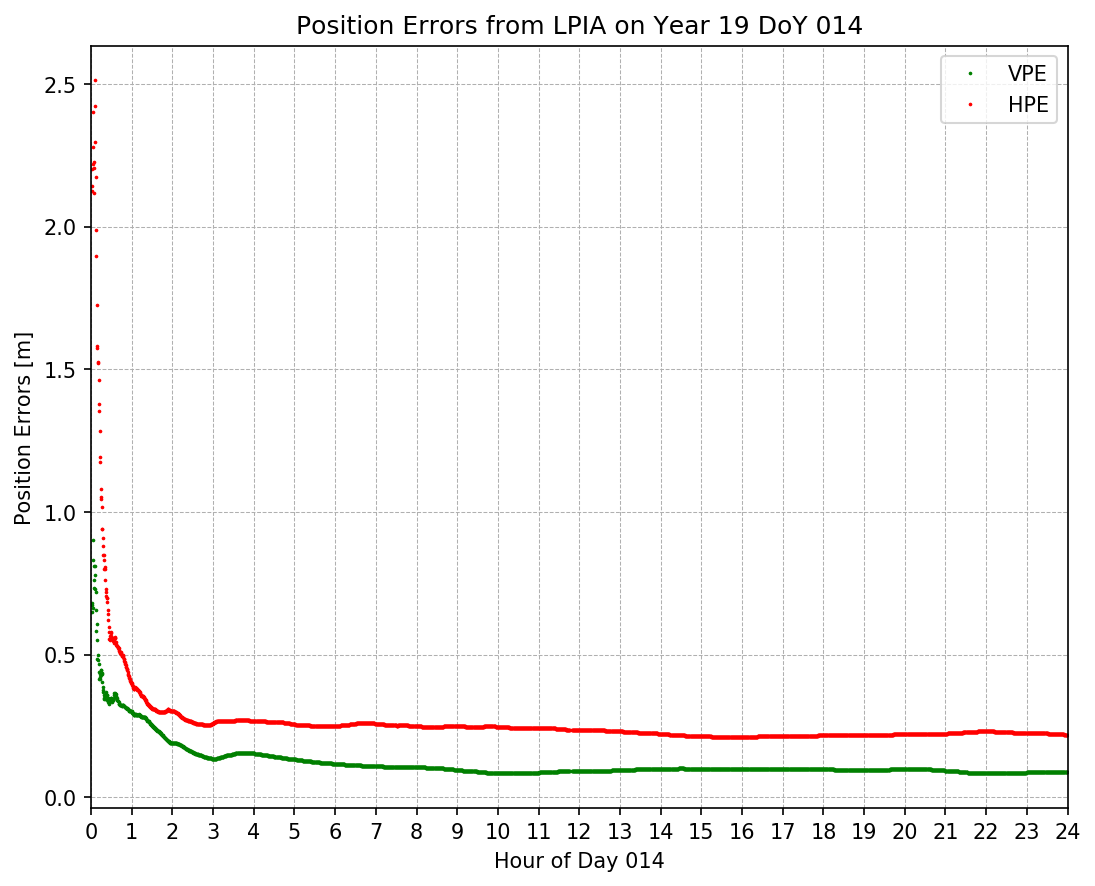 Position Errors from LPIA on Year 19 DoY 014
VPE
HPE
2.5
2.0
1.5
1.0
0.5
0.0
Position Errors [m]
0 1 2 3 4 5 6 7 8 9 10 11 12 13 14 15 16 17 18 19 20 21 22 23 24
Hour of Day 014